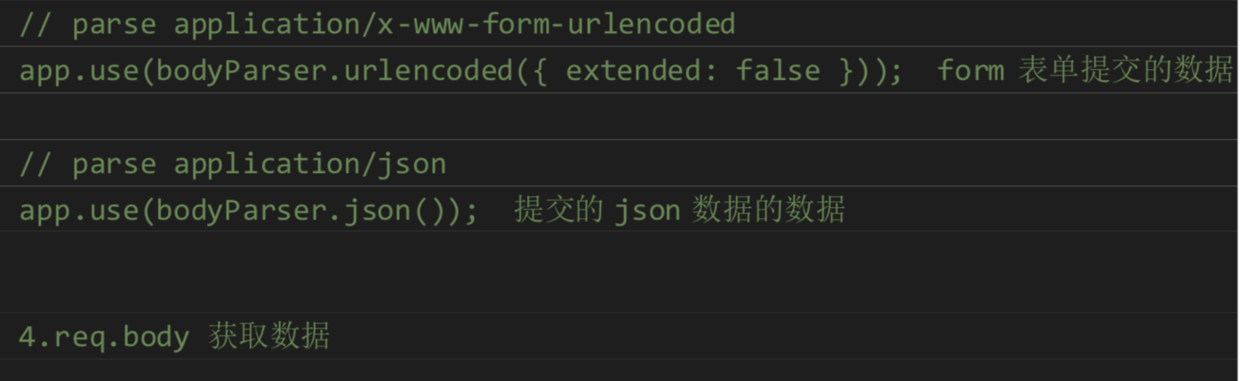 // parse application/x-www-form-urlencoded
app.use(bodyParser.urlencoded({ extended: false })); form 表单提交的数据
// parse application/json
app.use(bodyParser.json()); 提交的 json 数据的数据
4.req.body 获取数据